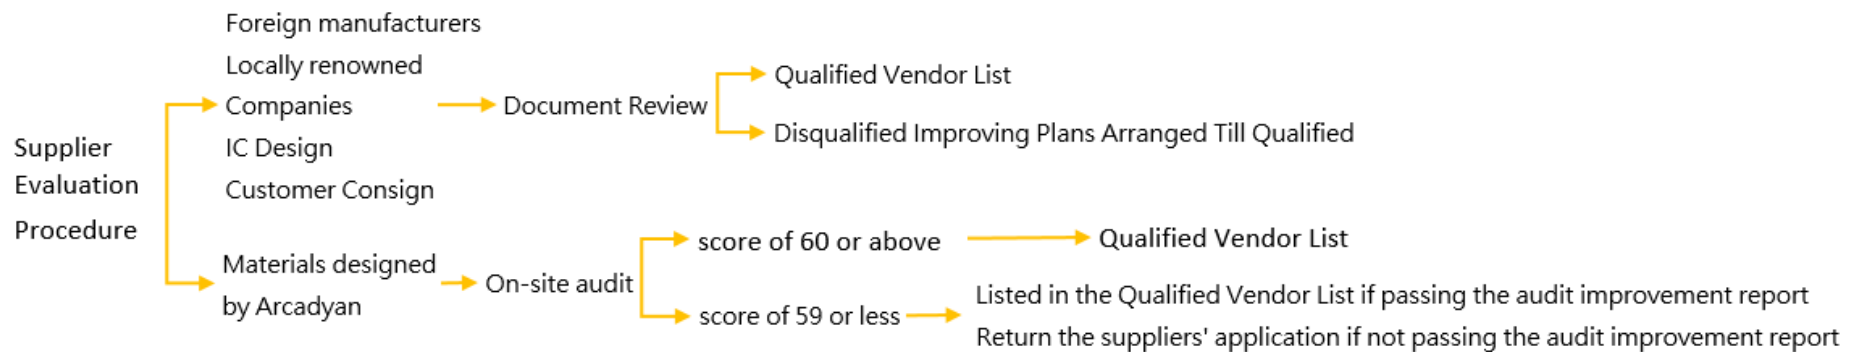 Supplier
Evaluation
Procedure
Foreign manufacturers
Locally renowned
Companies
IC Design
Customer Consign
Document Review
Qualified Vendor List
Disqualified Improving Plans Arranged Till Qualified
Materials designed
by Arcadyan
On-site audit
score of 60 or above
Qualified Vendor List
score of 59 or less
Listed in the Qualified Vendor List if passing the audit improvement report
Return the suppliers' application if not passing the audit improvement report